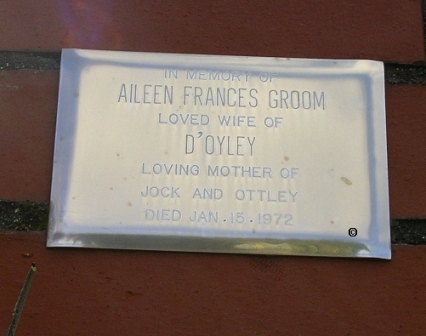 IN MEMORY OF
AILEEN FRANCES GROOM
LOVED WIFE OF
D'OYLEY
LOVING MOTHER OF
JOCK AND OTTLEY
DIED JAN. 15. 1972
©